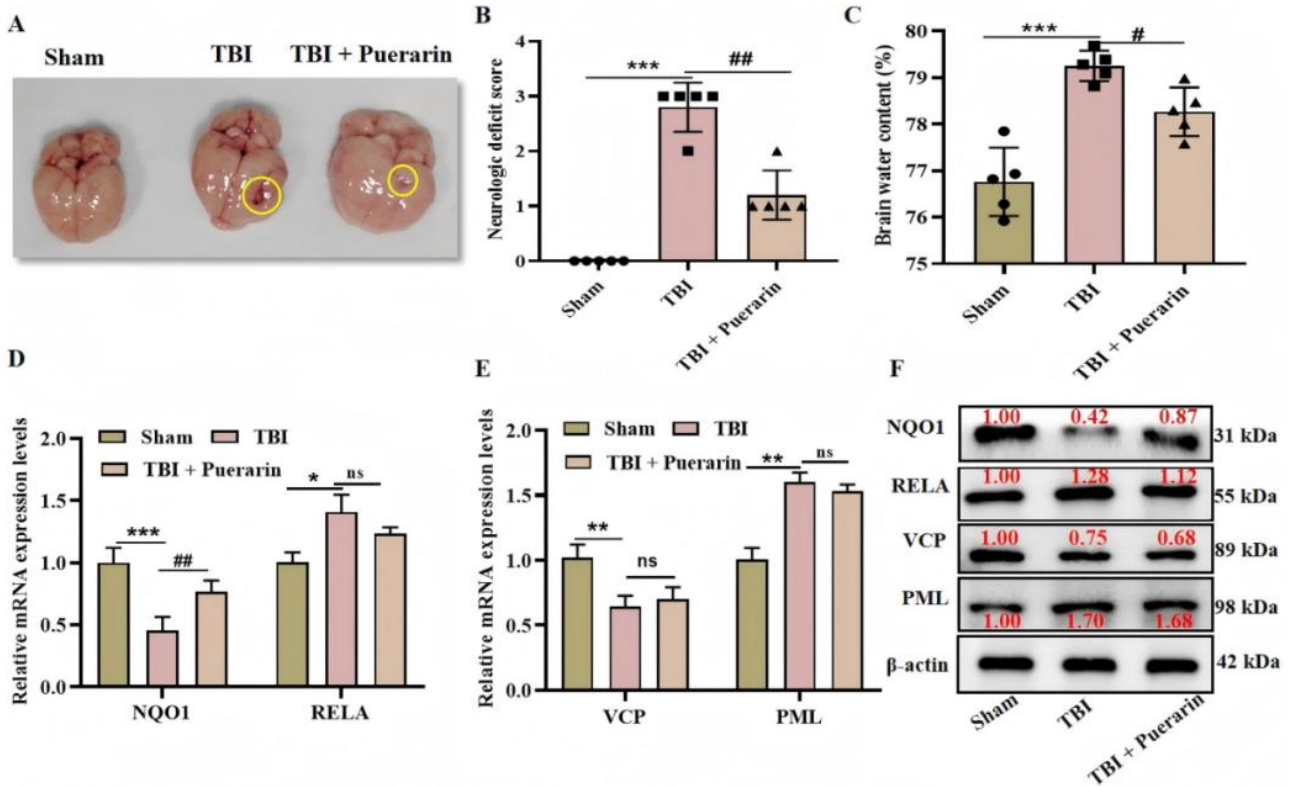 A
Sham
TBI
TBI + Puerarin
B
Neurologic deficit score
4
3
2
1
0
***
##
Sham
TBI
TBI + Puerarin
C
Brain water content (%)
80
79
78
77
76
75
***
#
Sham
TBI
TBI + Puerarin
D
Relative mRNA expression levels
2.0
1.5
1.0
0.5
0.0
Sham
TBI
TBI + Puerarin
***
##
*
ns
NQO1
RELA
E
Relative mRNA expression levels
2.0
1.5
1.0
0.5
0.0
Sham
TBI
TBI + Puerarin
**
ns
**
ns
VCP
PML
F
NQO1
1.00 0.42 0.87
31 kDa
RELA
1.00 1.28 1.12
55 kDa
VCP
1.00 0.75 0.68
89 kDa
PML
1.00 1.70 1.68
98 kDa
β-actin
42 kDa
Sham
TBI
TBI + Puerarin